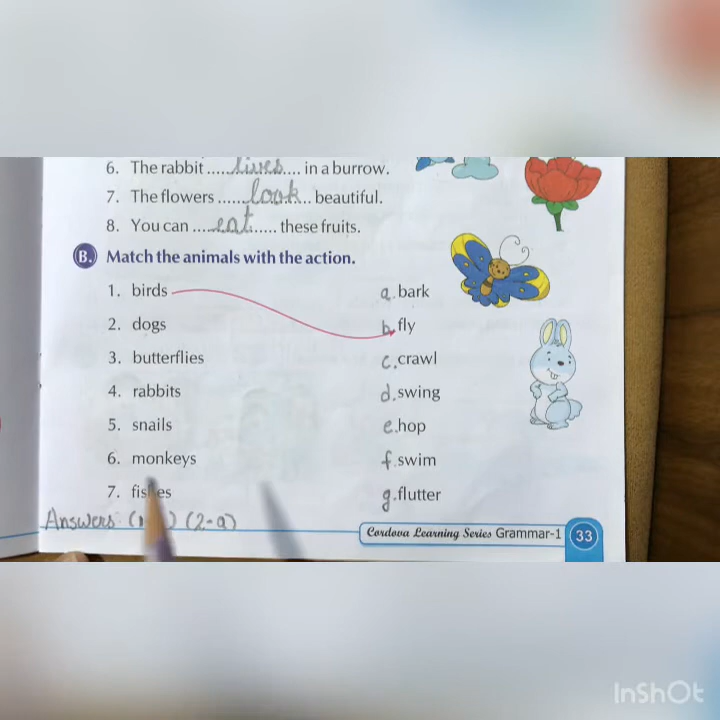 6. The rabbit .....lives.... in a burrow.
7. The flowers ......look.. beautiful.
8. You can ....eat...... these fruits.
B. Match the animals with the action.
1. birds a. bark
2. dogs b. fly
3. butterflies c. crawl
4. rabbits d. swing
5. snails e. hop
6. monkeys f. swim
7. fishes g. flutter
Answers (1- ) (2-a)
Cordova Learning Series Grammar-1 33
InShOt